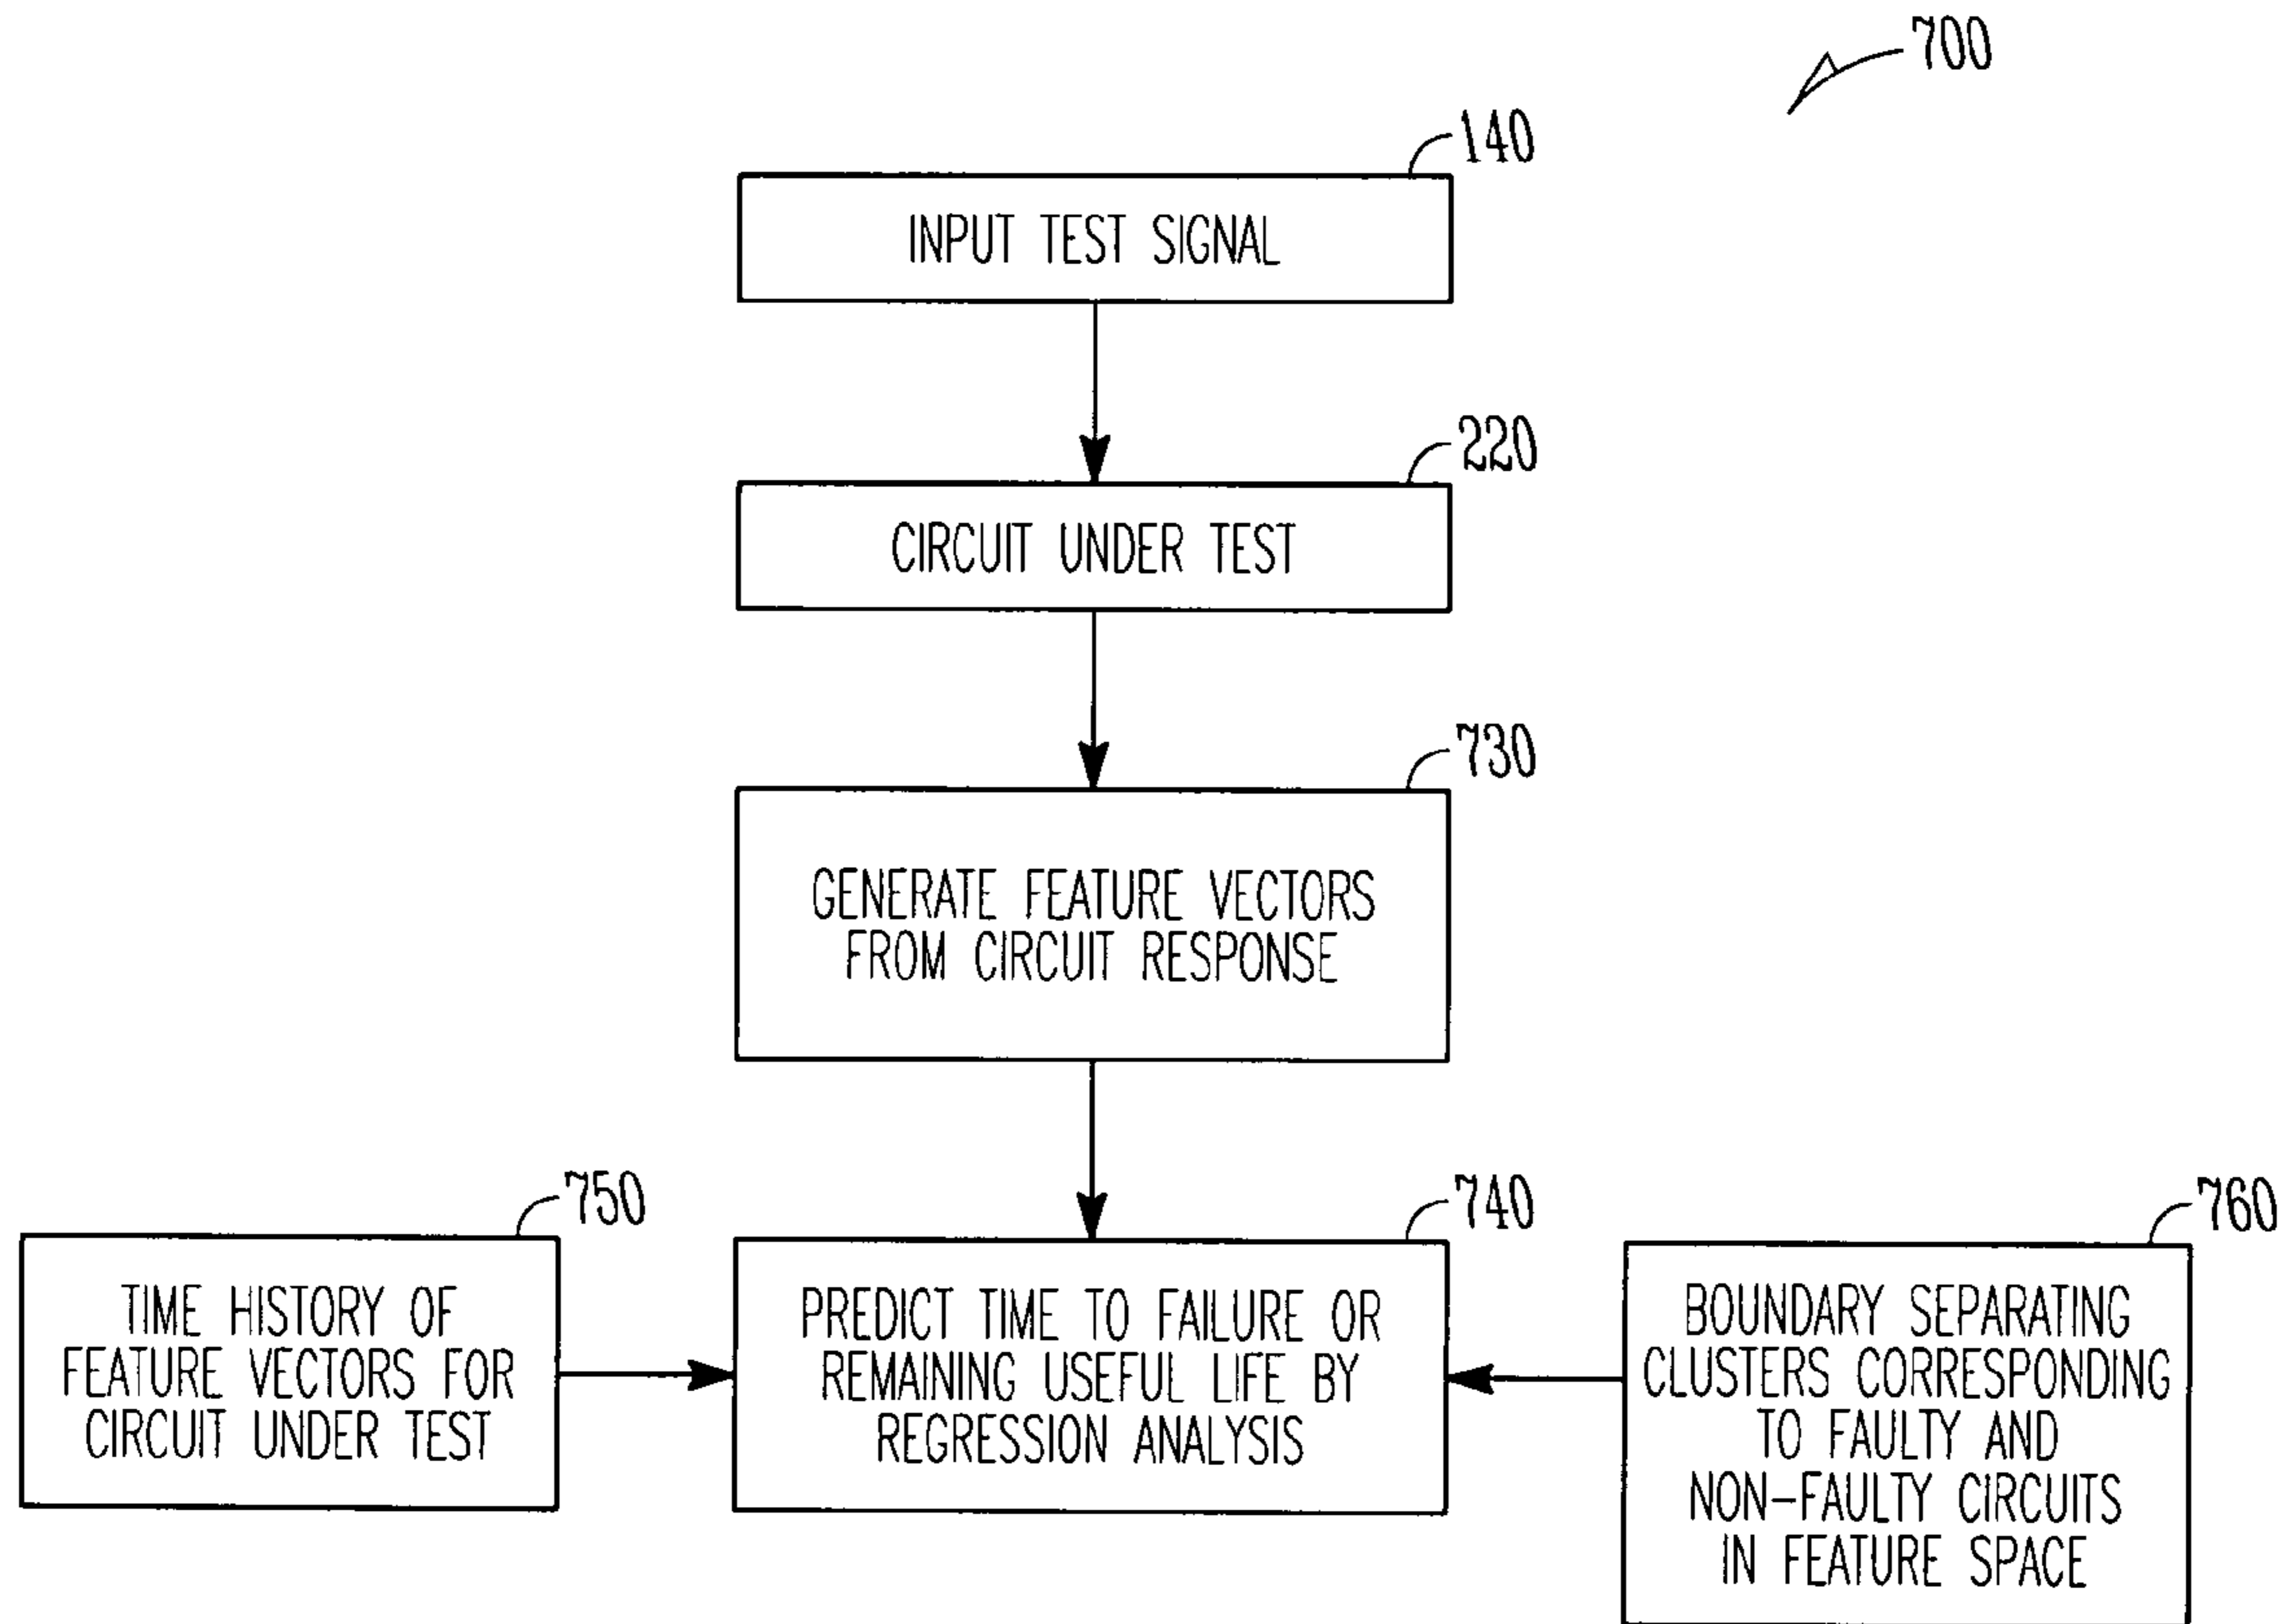 700
140
INPUT TEST SIGNAL
220
CIRCUIT UNDER TEST
730
GENERATE FEATURE VECTORS
FROM CIRCUIT RESPONSE
750
TIME HISTORY OF
FEATURE VECTORS FOR
CIRCUIT UNDER TEST
740
PREDICT TIME TO FAILURE OR
REMAINING USEFUL LIFE BY
REGRESSION ANALYSIS
760
BOUNDARY SEPARATING
CLUSTERS CORRESPONDING
TO FAULTY AND
NON-FAULTY CIRCUITS
IN FEATURE SPACE